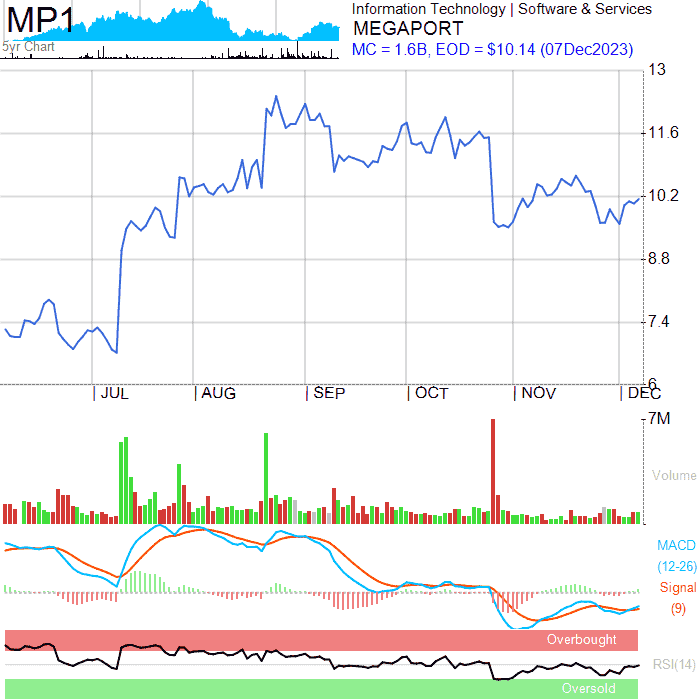 MP1
5yr Chart
Information Technology | Software & Services
MEGAPORT
MC = 1.6B, EOD = $10.14 (07Dec2023)
13
11.6
10.2
8.8
7.4
6
JUL AUG SEP OCT NOV DEC
7M
Volume
MACD
(12-26)
Signal
(9)
Overbought
RSI(14)
Oversold